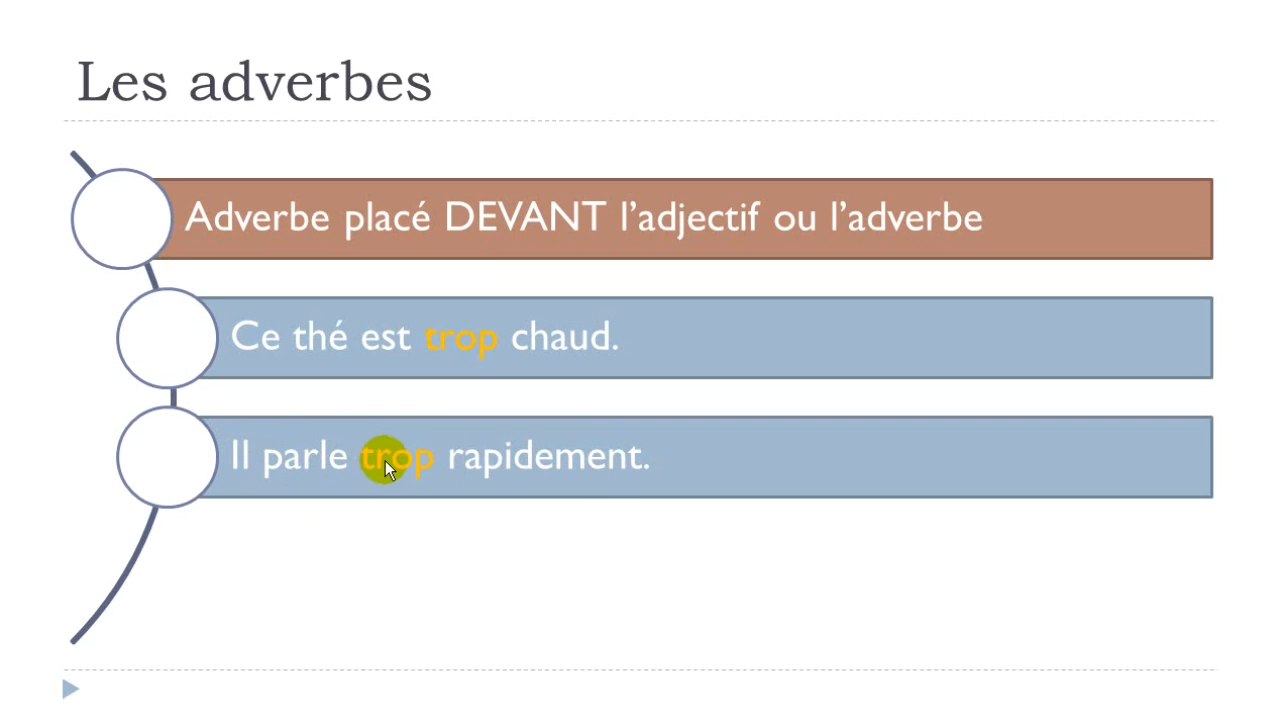 Les adverbes
Adverbe placé DEVANT l’adjectif ou l’adverbe
Ce thé est trop chaud.
Il parle trop rapidement.